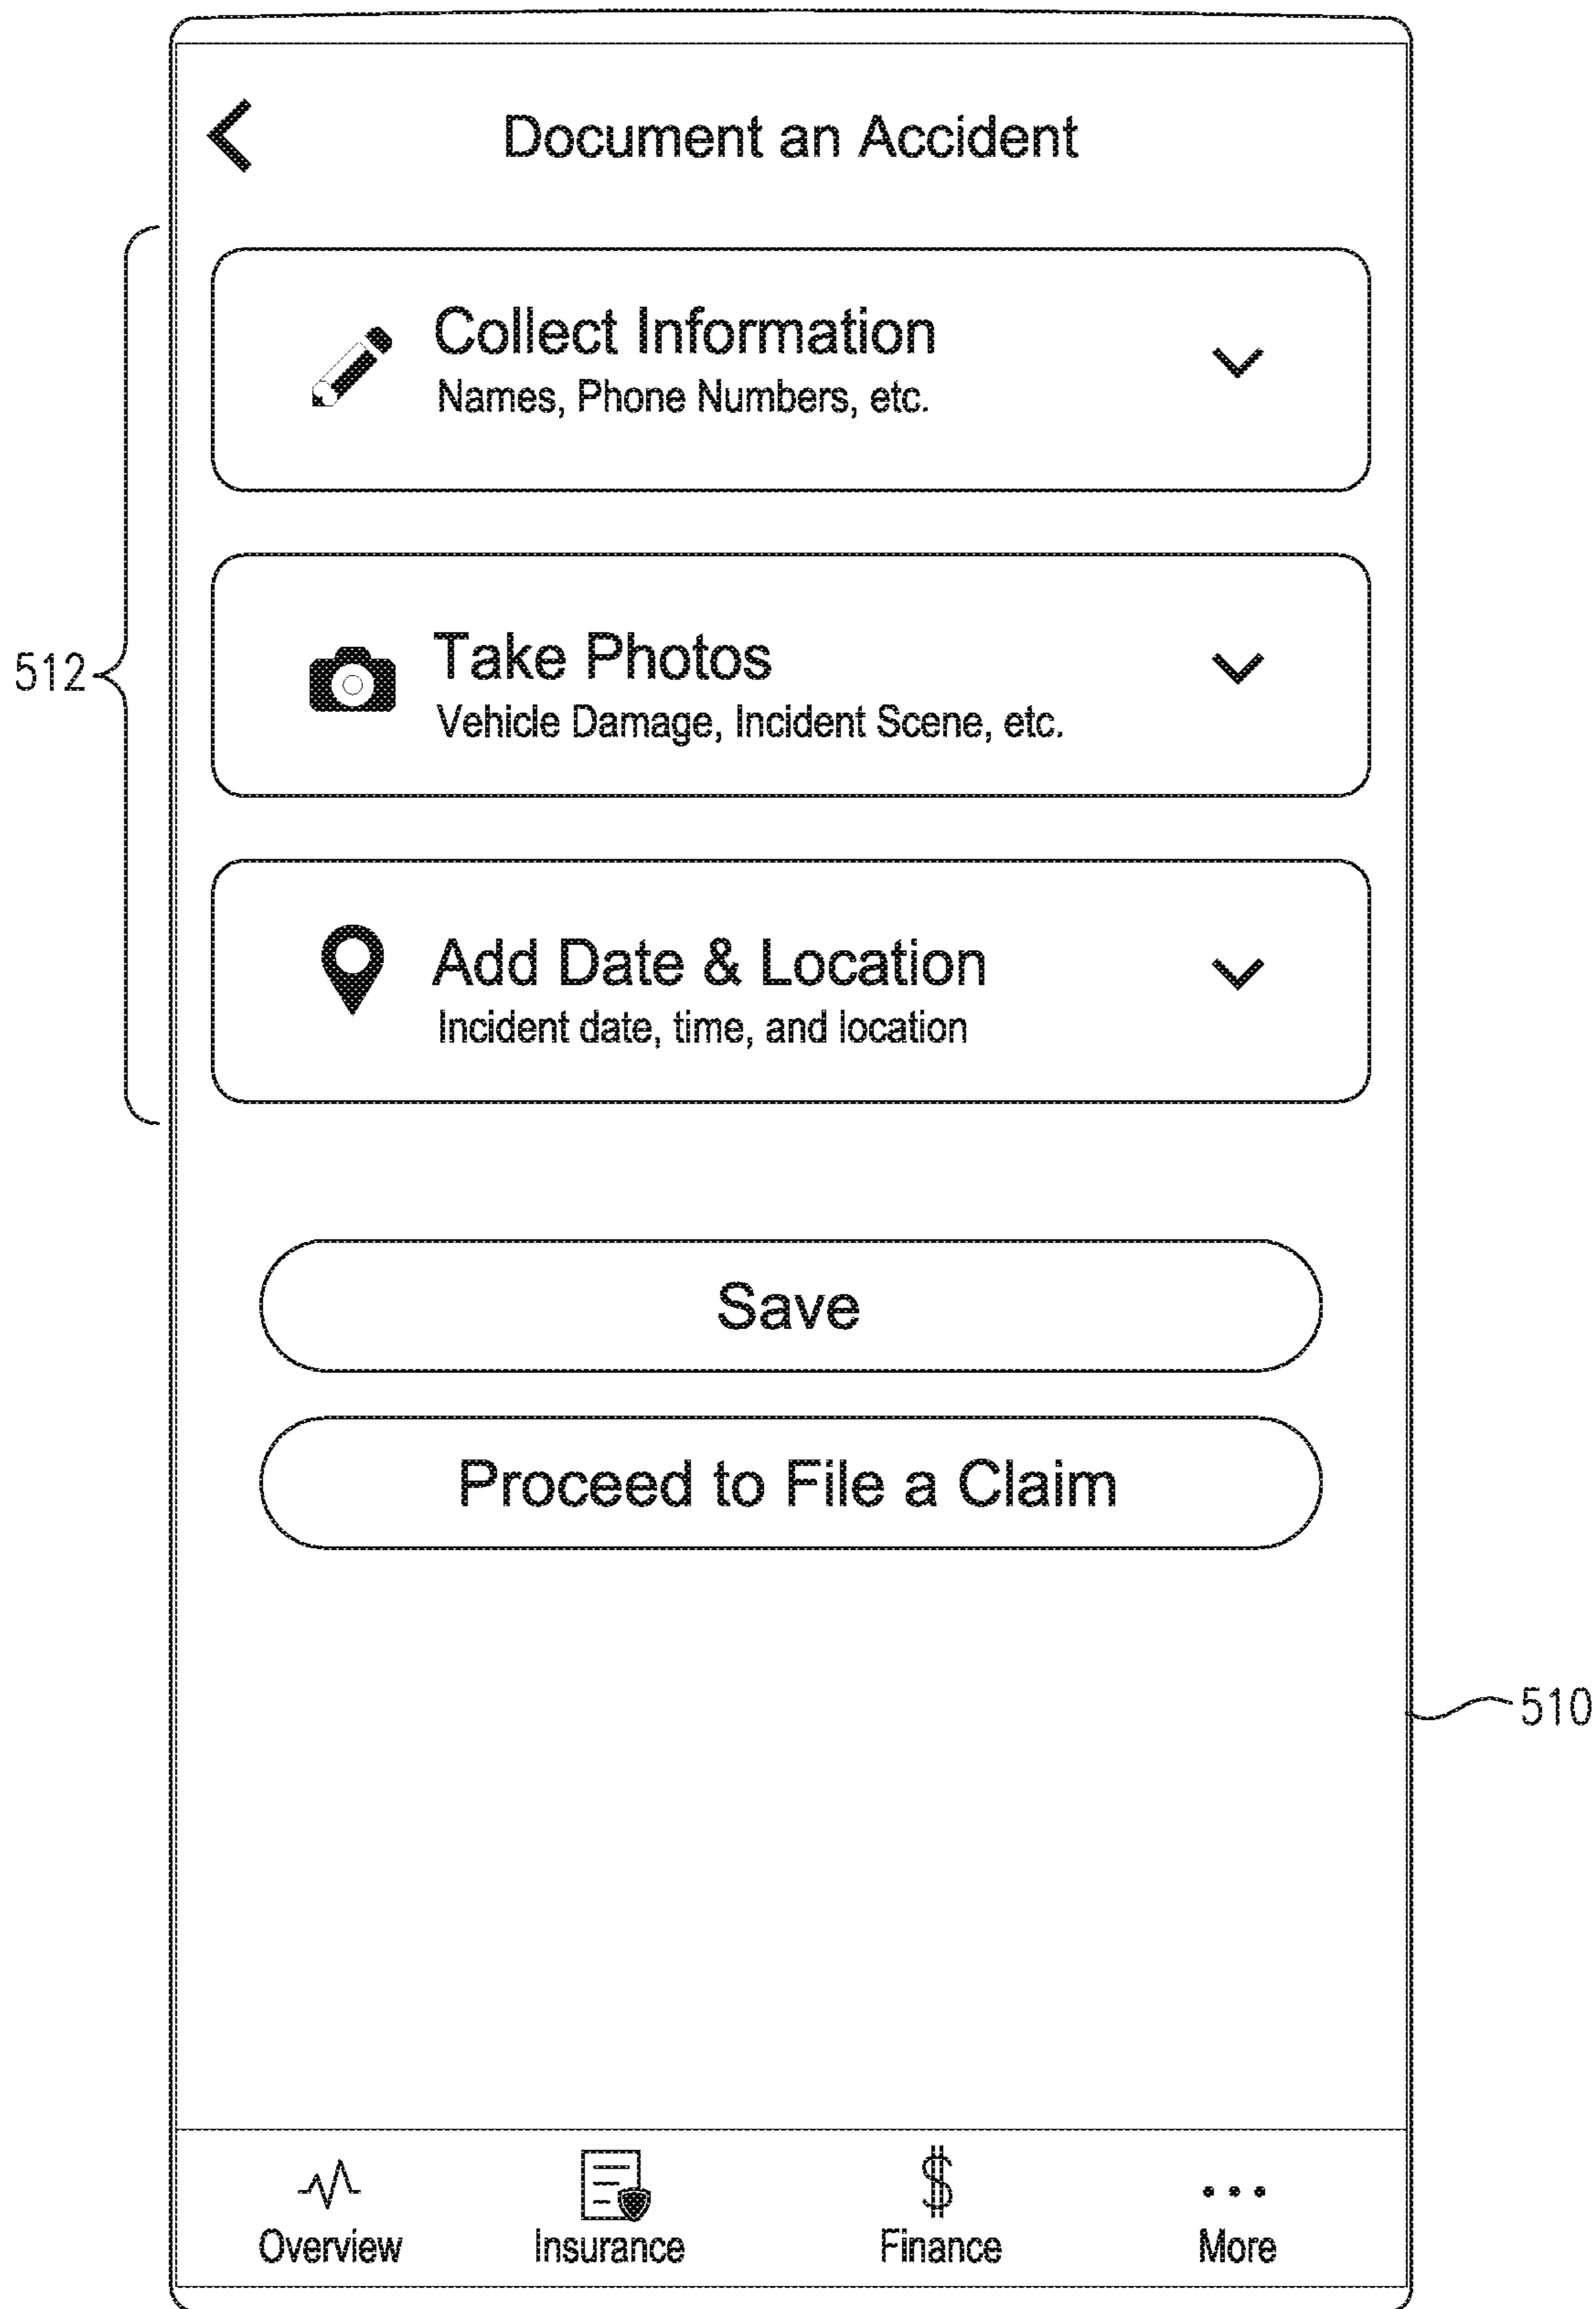 Document an Accident
Collect Information
Names, Phone Numbers, etc.
512
Take Photos
Vehicle Damage, Incident Scene, etc.
Add Date & Location
Incident date, time, and location
Save
Proceed to File a Claim
510
Overview
Insurance
Finance
More